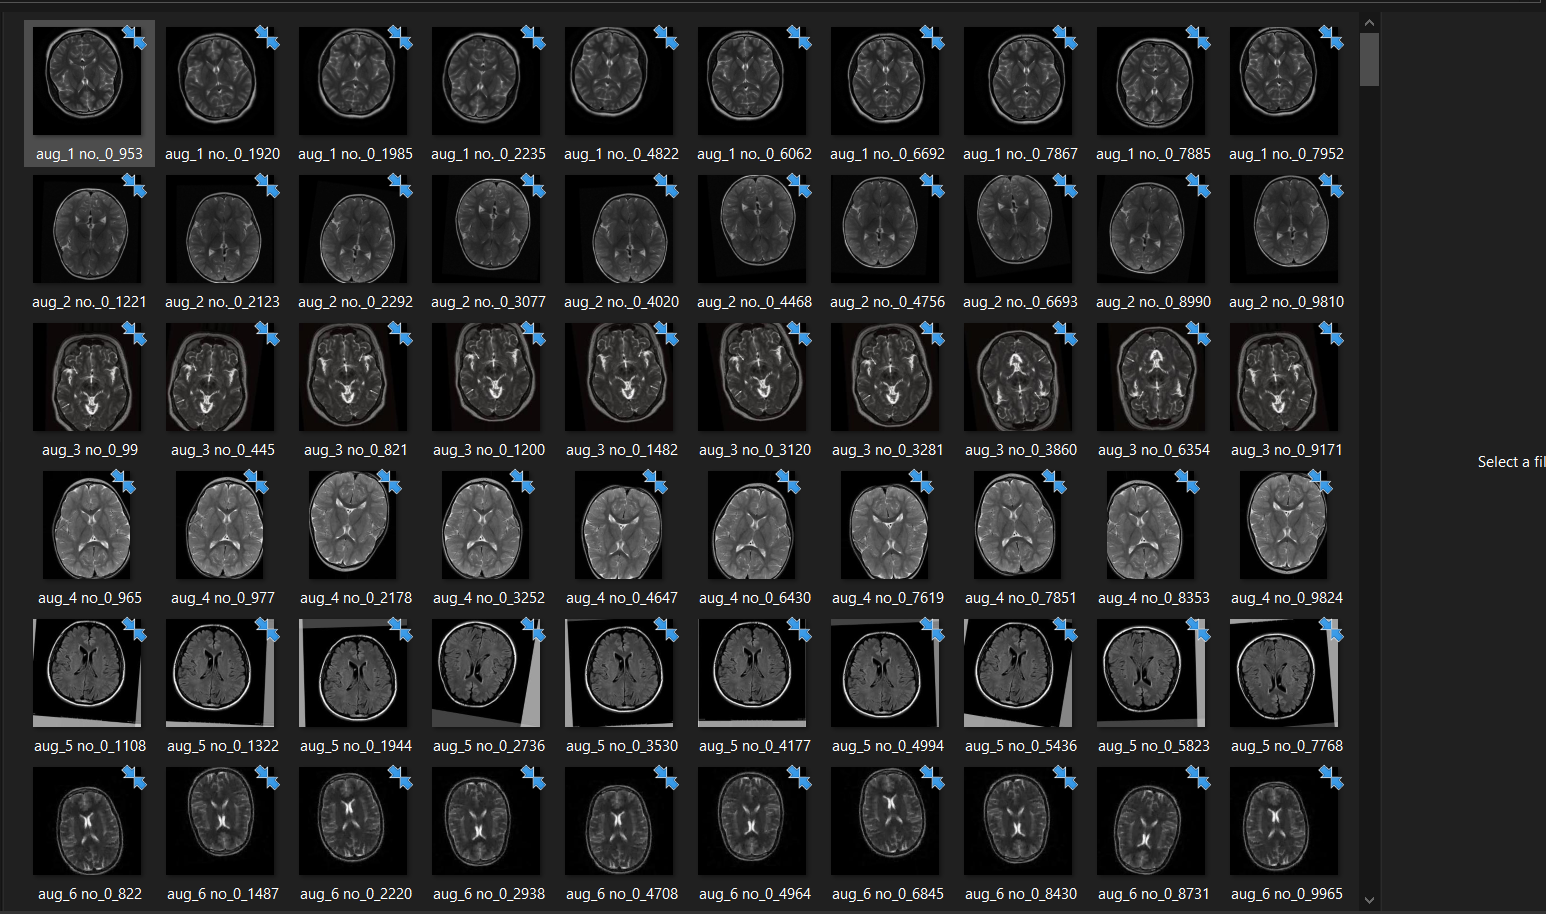 aug_1 no._0_953 aug_1 no._0_1920 aug_1 no._0_1985 aug_1 no._0_2235 aug_1 no._0_4822 aug_1 no._0_6062 aug_1 no._0_6692 aug_1 no._0_7867 aug_1 no._0_7885 aug_1 no._0_7952
aug_2 no._0_1221 aug_2 no._0_2123 aug_2 no._0_2292 aug_2 no._0_3077 aug_2 no._0_4020 aug_2 no._0_4468 aug_2 no._0_4756 aug_2 no._0_6693 aug_2 no._0_8990 aug_2 no._0_9810
aug_3 no_0_99 aug_3 no_0_445 aug_3 no_0_821 aug_3 no_0_1200 aug_3 no_0_1482 aug_3 no_0_3120 aug_3 no_0_3281 aug_3 no_0_3860 aug_3 no_0_6354 aug_3 no_0_9171
Select a fil
aug_4 no_0_965 aug_4 no_0_977 aug_4 no_0_2178 aug_4 no_0_3252 aug_4 no_0_4647 aug_4 no_0_6430 aug_4 no_0_7619 aug_4 no_0_7851 aug_4 no_0_8353 aug_4 no_0_9824
aug_5 no_0_1108 aug_5 no_0_1322 aug_5 no_0_1944 aug_5 no_0_2736 aug_5 no_0_3530 aug_5 no_0_4177 aug_5 no_0_4994 aug_5 no_0_5436 aug_5 no_0_5823 aug_5 no_0_7768
aug_6 no_0_822 aug_6 no_0_1487 aug_6 no_0_2220 aug_6 no_0_2938 aug_6 no_0_4708 aug_6 no_0_4964 aug_6 no_0_6845 aug_6 no_0_8430 aug_6 no_0_8731 aug_6 no_0_9965